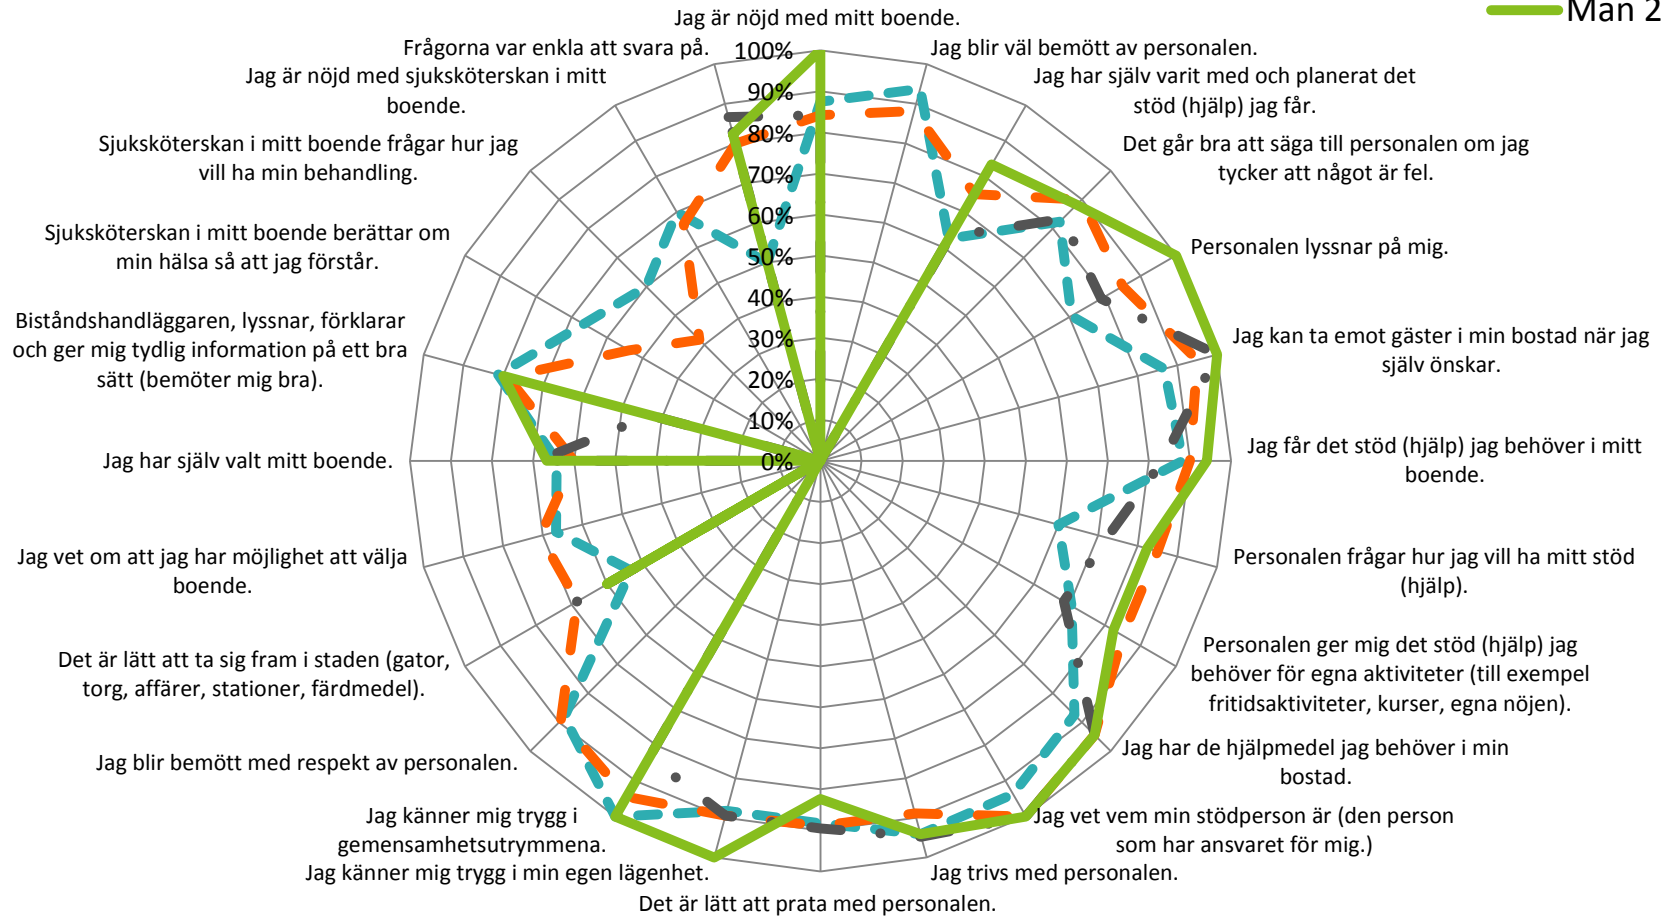 Jag är nöjd med mitt boende.
Man 2
Frågorna var enkla att svara på.
Jag blir väl bemött av personalen.
Jag är nöjd med sjuksköterskan i mitt
boende.
Jag har själv varit med och planerat det
stöd (hjälp) jag får.
Sjuksköterskan i mitt boende frågar hur jag
vill ha min behandling.
Det går bra att säga till personalen om jag
tycker att något är fel.
Sjuksköterskan i mitt boende berättar om
min hälsa så att jag förstår.
Personalen lyssnar på mig.
Biståndshandläggaren, lyssnar, förklarar
och ger mig tydlig information på ett bra
sätt (bemöter mig bra).
Jag kan ta emot gäster i min bostad när jag
själv önskar.
Jag har själv valt mitt boende.
Jag får det stöd (hjälp) jag behöver i mitt
boende.
Jag vet om att jag har möjlighet att välja
boende.
Personalen frågar hur jag vill ha mitt stöd
(hjälp).
Det är lätt att ta sig fram i staden (gator,
torg, affärer, stationer, färdmedel).
Personalen ger mig det stöd (hjälp) jag
behöver för egna aktiviteter (till exempel
fritidsaktiviteter, kurser, egna nöjen).
Jag blir bemött med respekt av personalen.
Jag har de hjälpmedel jag behöver i min
bostad.
Jag känner mig trygg i
gemensamhetsutrymmena.
Jag vet vem min stödperson är (den person
som har ansvaret för mig.)
Jag känner mig trygg i min egen lägenhet.
Jag trivs med personalen.
Det är lätt att prata med personalen.
100%
90%
80%
70%
60%
50%
40%
30%
20%
10%
0%